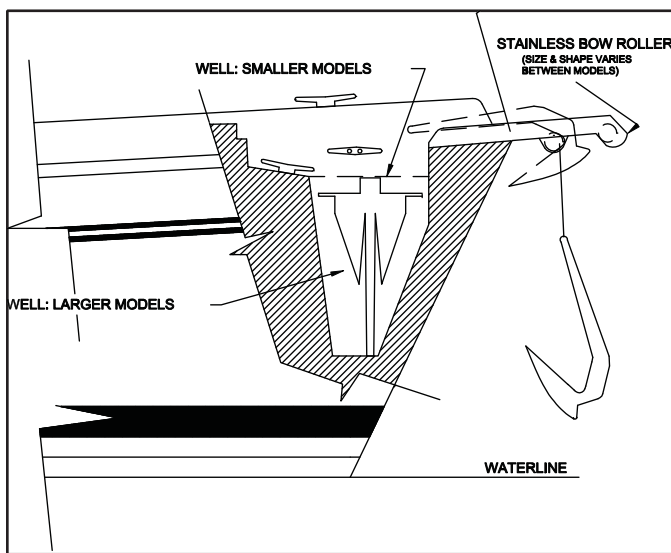 STAINLESS BOW ROLLER
(SIZE & SHAPE VARIES
BETWEEN MODELS)
WELL: SMALLER MODELS
WELL: LARGER MODELS
WATERLINE